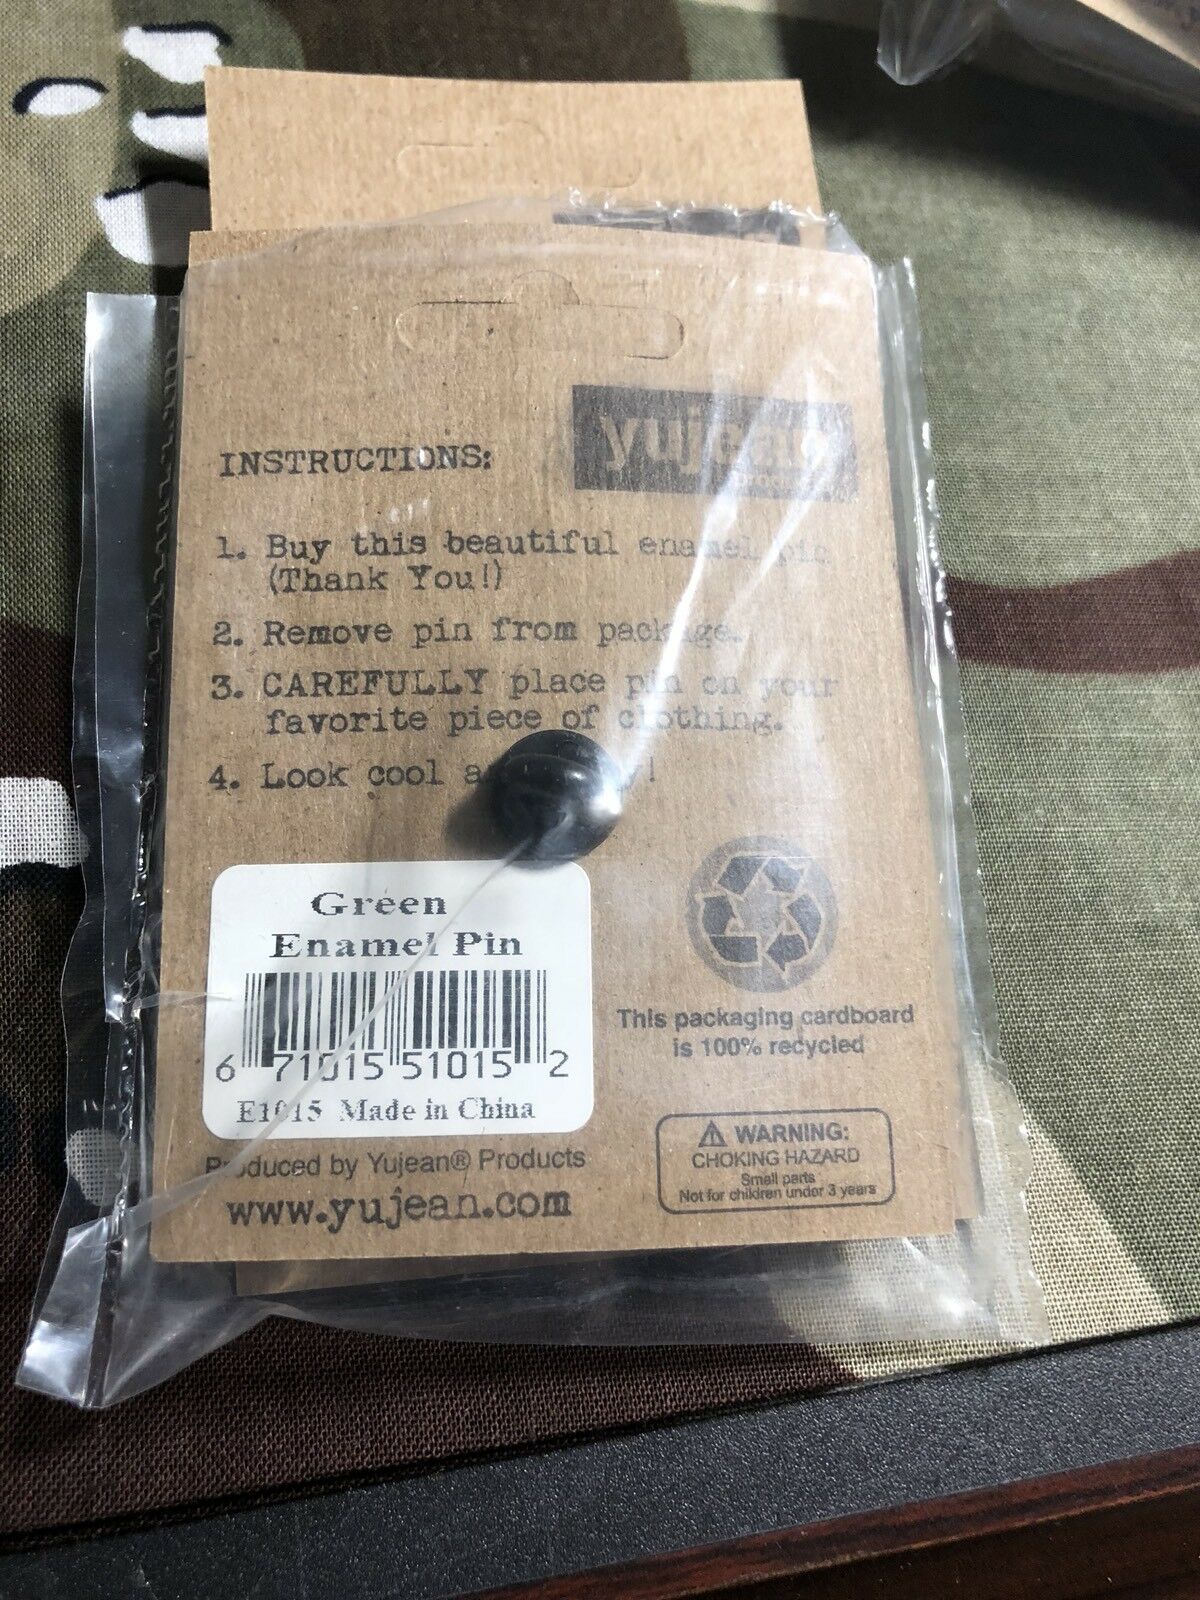 yujean
INSTRUCTIONS:
1. Buy this beautiful enamel pin
(Thank You!)
2. Remove pin from package.
3. CAREFULLY place pin on your
favorite piece of clothing.
4. Look cool
Green
Enamel Pin
6 71015 51015 2
E1015 Made in China
This packaging cardboard
is 100% recycled
WARNING:
CHOKING HAZARD
Small parts
Not for children under 3 years
Produced by Yujean® Products
www.yujean.com